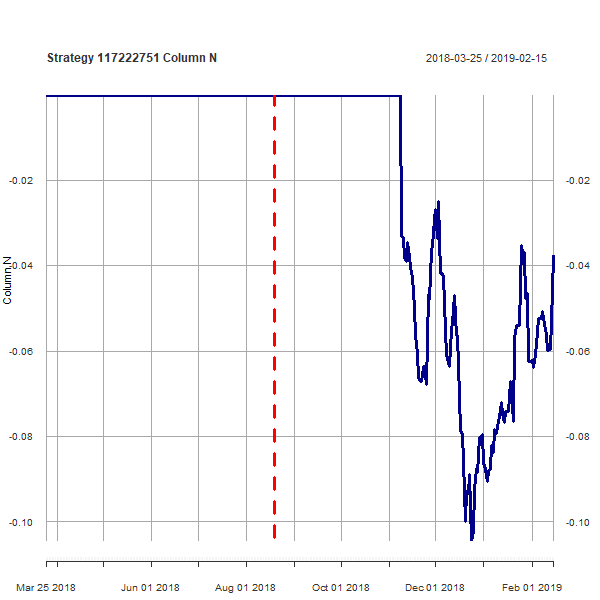 Strategy 117222751 Column N
2018-03-25 / 2019-02-15
-0.02
-0.02
-0.04
-0.04
Column.N
-0.06
-0.06
-0.08
-0.08
-0.10
-0.10
Mar 25 2018
Jun 01 2018
Aug 01 2018
Oct 01 2018
Dec 01 2018
Feb 01 2019